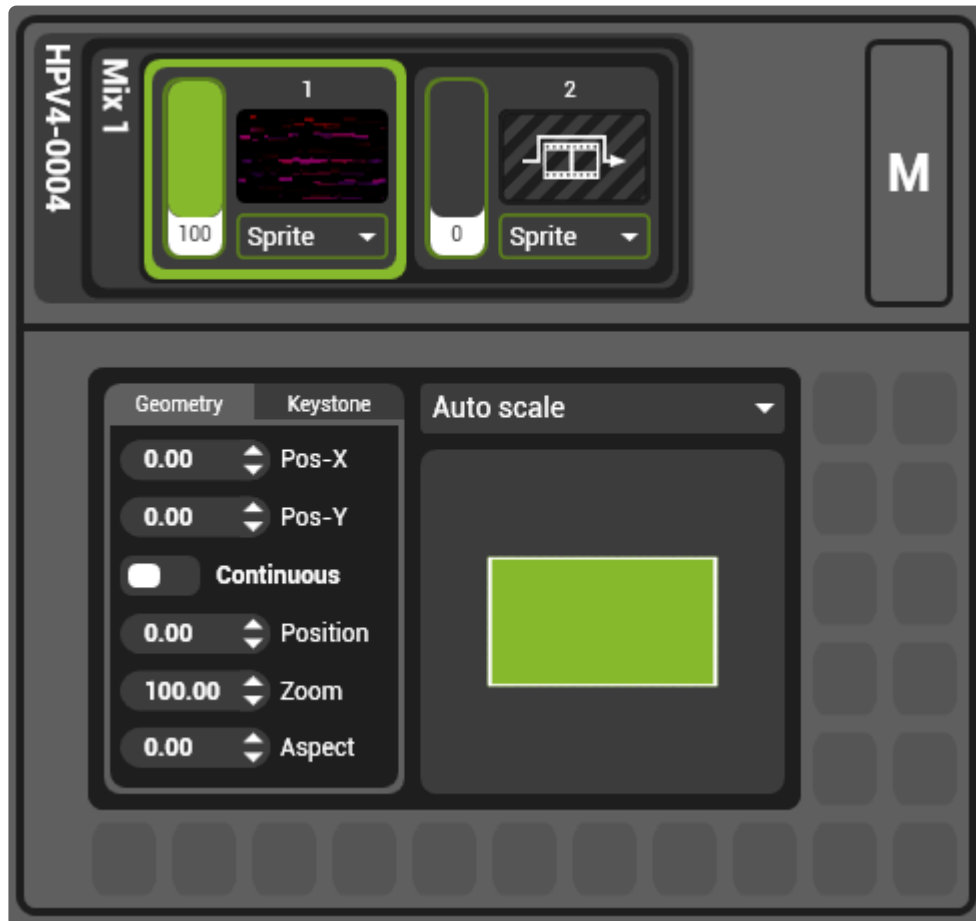 HPV4-0004
Mix 1
1
100
Sprite
2
0
Sprite
M
Geometry
Keystone
0.00 Pos-X
0.00 Pos-Y
Continuous
0.00 Position
100.00 Zoom
0.00 Aspect
Auto scale